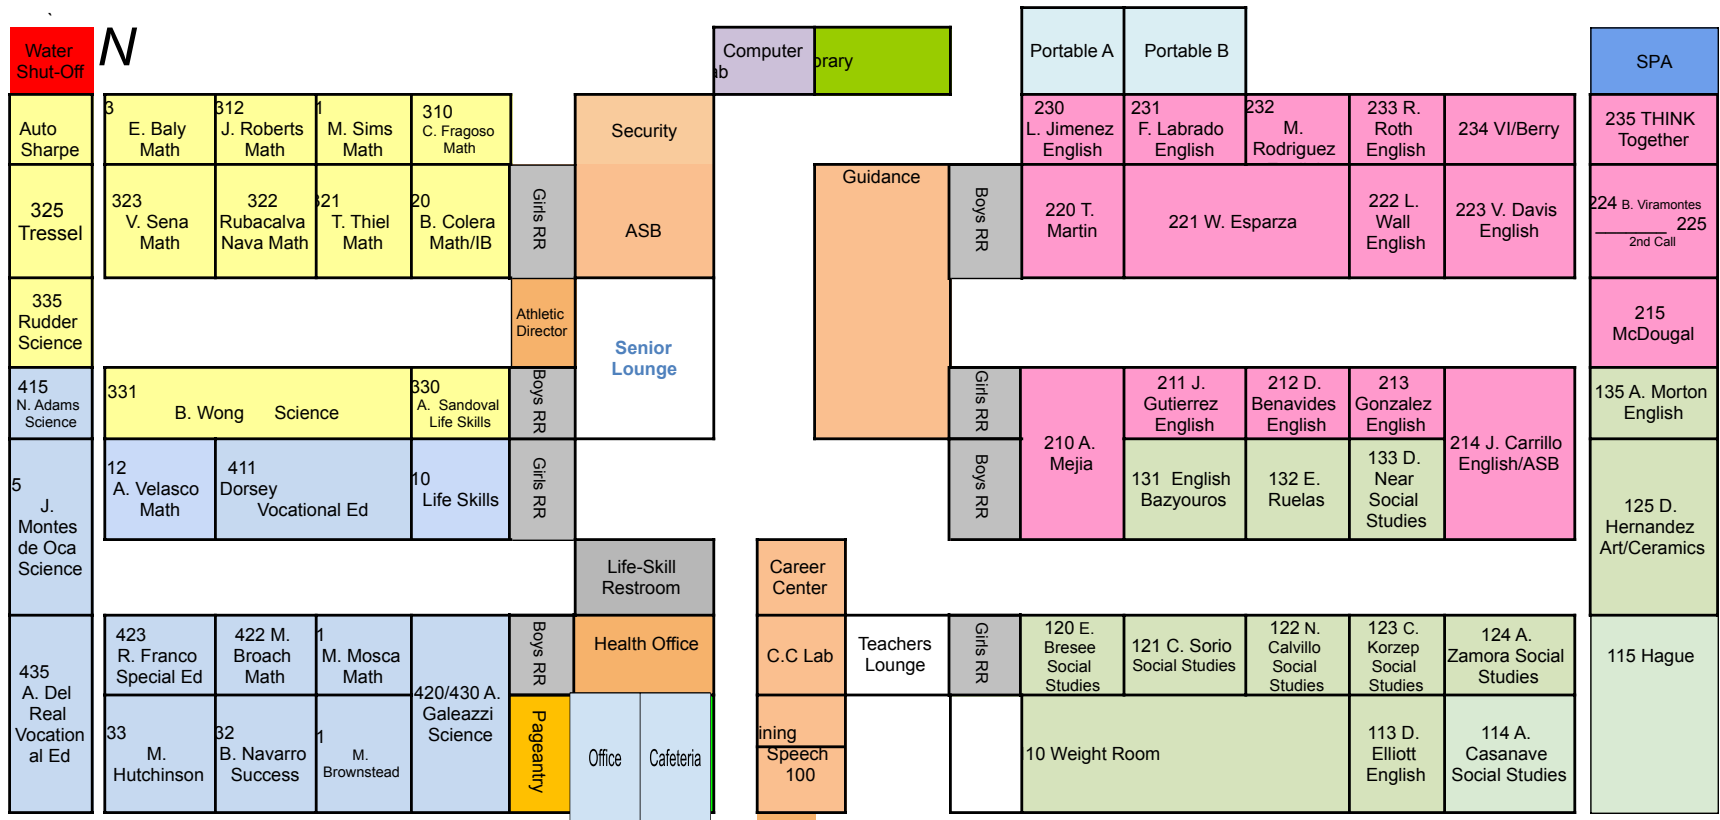 `
Water
Shut-Off
N
Computer
ab
brary
Portable A
Portable B
SPA
Auto
Sharpe
3
E. Baly
Math
312
J. Roberts
Math
1
M. Sims
Math
310
C. Fragoso
Math
Security
230
L. Jimenez
English
231
F. Labrado
English
232
M.
Rodriguez
233 R.
Roth
English
234 VI/Berry
235 THINK
Together
325
Tressel
323
V. Sena
Math
322
Rubacalva
Nava Math
321
T. Thiel
Math
20
B. Colera
Math/IB
Girls RR
ASB
Guidance
Boys RR
220 T.
Martin
221 W. Esparza
222 L.
Wall
English
223 V. Davis
English
224 B. Viramontes
________ 225
2nd Call
335
Rudder
Science
Athletic
Director
Senior
Lounge
215
McDougal
415
N. Adams
Science
331
B. Wong Science
330
A. Sandoval
Life Skills
Boys RR
Girls RR
210 A.
Mejia
211 J.
Gutierrez
English
212 D.
Benavides
English
213
Gonzalez
English
214 J. Carrillo
English/ASB
135 A. Morton
English
5
J.
Montes
de Oca
Science
12
A. Velasco
Math
411
Dorsey
Vocational Ed
10
Life Skills
Girls RR
Boys RR
131 English
Bazyouros
132 E.
Ruelas
133 D.
Near
Social
Studies
125 D.
Hernandez
Art/Ceramics
Life-Skill
Restroom
Career
Center
435
A. Del
Real
Vocation
al Ed
423
R. Franco
Special Ed
422 M.
Broach
Math
1
M. Mosca
Math
420/430 A.
Galeazzi
Science
Boys RR
Health Office
C.C Lab
Teachers
Lounge
Girls RR
120 E.
Bresee
Social
Studies
121 C. Sorio
Social Studies
122 N.
Calvillo
Social
Studies
123 C.
Korzep
Social
Studies
124 A.
Zamora Social
Studies
115 Hague
33
M.
Hutchinson
32
B. Navarro
Success
1
M.
Brownstead
Pageantry
Office
Cafeteria
ining
Speech
100
10 Weight Room
113 D.
Elliott
English
114 A.
Casanave
Social Studies